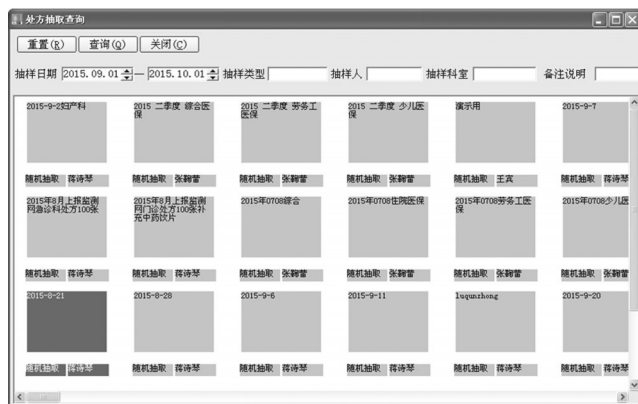 处方抽取查询
重置(R) 查询(Q) 关闭(C)
抽样日期 2015.09.01 — 2015.10.01 抽样类型 抽样人 抽样科室 备注说明
2015-9-2妇产科
2015 二季度 综合医保
2015 二季度 劳务工医保
2015 二季度 少儿医保
演示用
2015-9-7
随机抽取 蒋诗琴 随机抽取 张鞠蕾 随机抽取 张鞠蕾 随机抽取 张鞠蕾 随机抽取 王宾 随机抽取 蒋诗琴
2015年8月上报监测网急诊科处方100张
2015年8月上报监测网门诊处方100张补充中药饮片
2015年0708综合
2015年0708住院医保
2015年0708劳务工医保
2015年0708少儿医
随机抽取 蒋诗琴 随机抽取 蒋诗琴 随机抽取 张鞠蕾 随机抽取 张鞠蕾 随机抽取 张鞠蕾 随机抽取 张鞠蕾
2015-8-21 2015-8-28 2015-9-6 2015-9-11 luqunzhong 2015-9-20
随机抽取 蒋诗琴 随机抽取 蒋诗琴 随机抽取 蒋诗琴 随机抽取 蒋诗琴 随机抽取 蒋诗琴 随机抽取 蒋诗琴